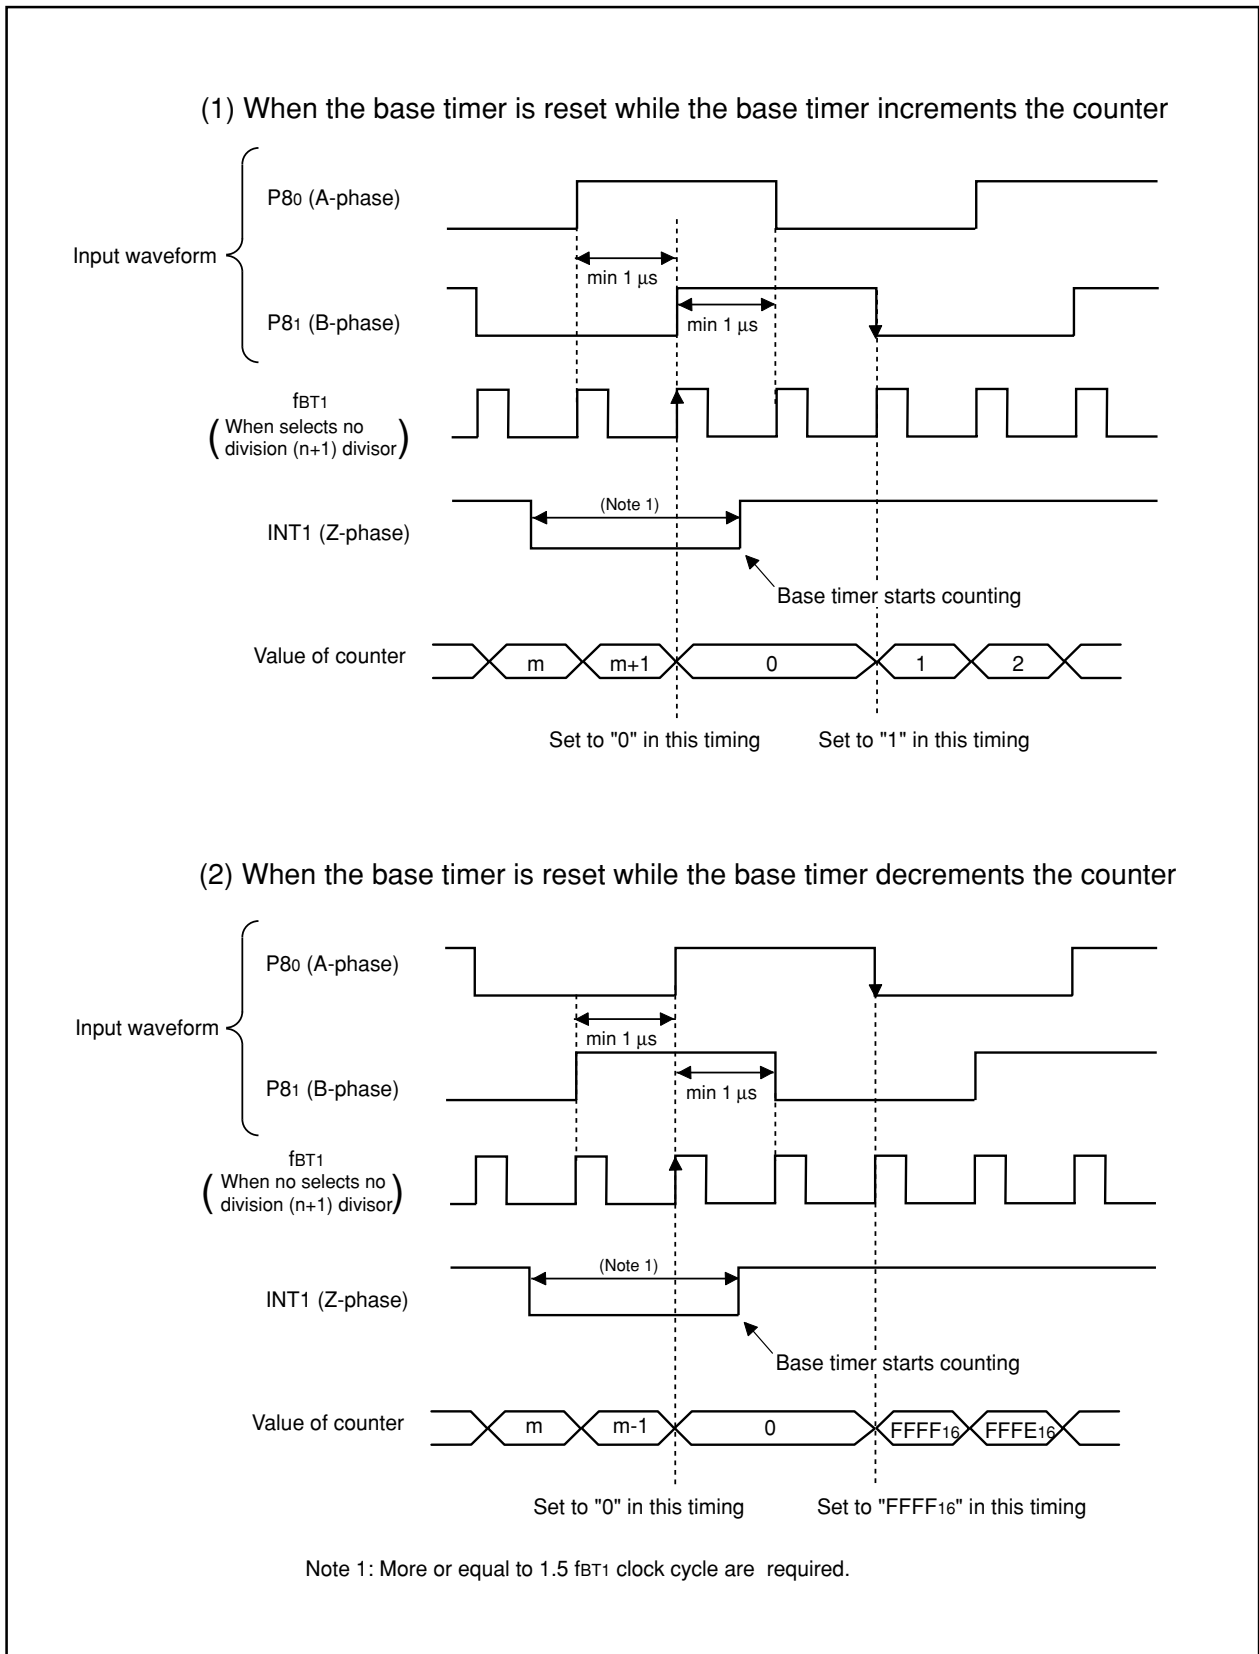 (1) When the base timer is reset while the base timer increments the counter
P80 (A-phase)
Input waveform
min 1 μs
P81 (B-phase)
min 1 μs
fBT1
(When selects no
division (n+1) divisor)
(Note 1)
INT1 (Z-phase)
Base timer starts counting
Value of counter
m
m+1
0
1
2
Set to "0" in this timing
Set to "1" in this timing
(2) When the base timer is reset while the base timer decrements the counter
P80 (A-phase)
Input waveform
min 1 μs
P81 (B-phase)
min 1 μs
fBT1
(When no selects no
division (n+1) divisor)
(Note 1)
INT1 (Z-phase)
Base timer starts counting
Value of counter
m
m-1
0
FFFF16
FFFE16
Set to "0" in this timing
Set to "FFFF16" in this timing
Note 1: More or equal to 1.5 fBT1 clock cycle are required.